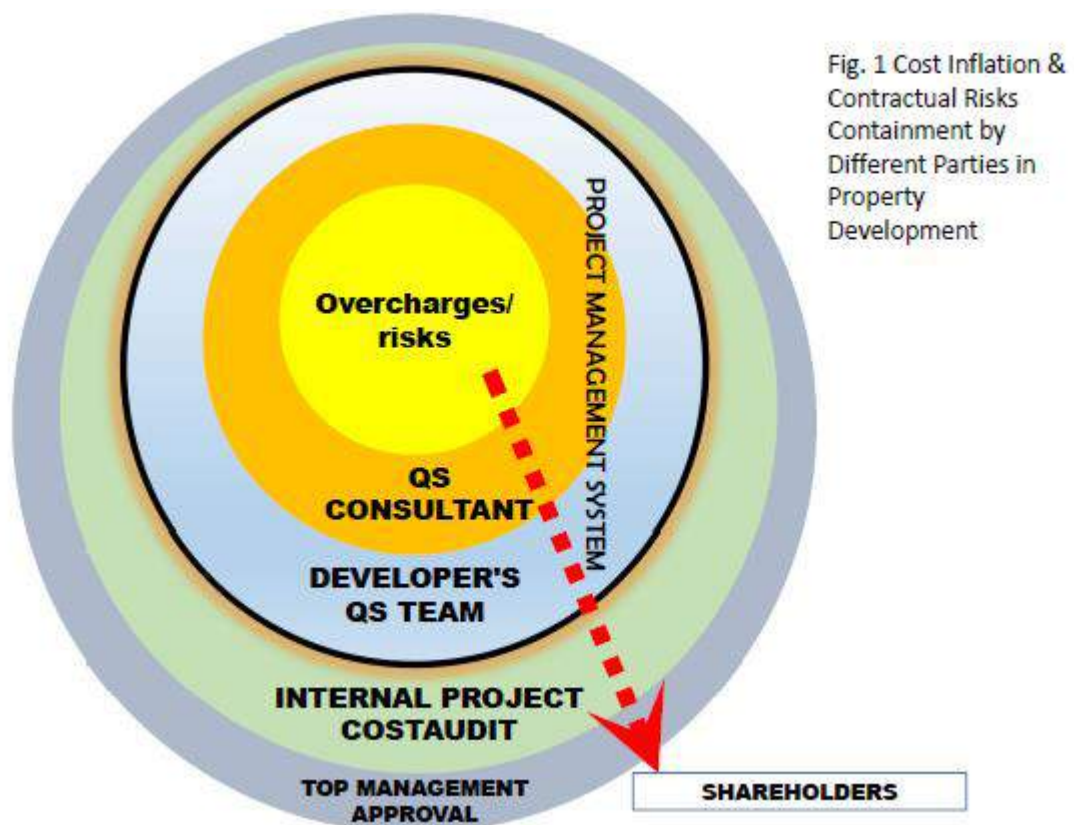 Fig. 1 Cost Inflation &
Contractual Risks
Containment by
Different Parties in
Property
Development
Overcharges/
risks
PROJECT MANAGEMENT SYSTEM
QS
CONSULTANT
DEVELOPER'S
QS TEAM
INTERNAL PROJECT
COSTAUDIT
TOP MANAGEMENT
APPROVAL
SHAREHOLDERS